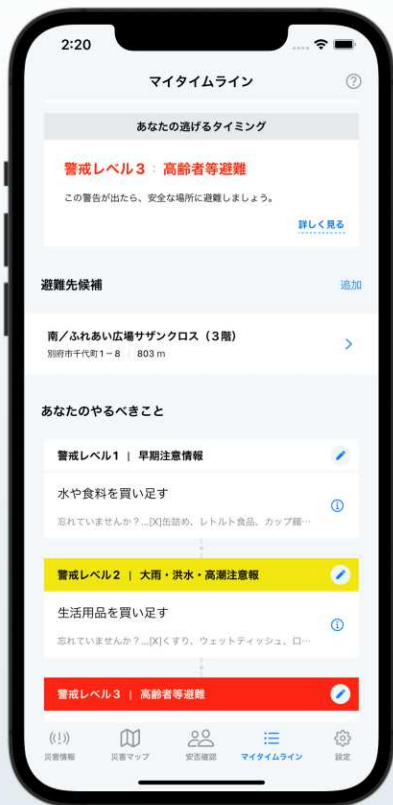 2:20
マイタイムライン
あなたの逃げるタイミング
警戒レベル3：高齢者等避難
この警告が出たら、安全な場所に避難しましょう。
詳しく見る
避難先候補
追加
南／ふれあい広場サザンクロス（3階）
別府市千代町1-8 803 m
あなたのやるべきこと
警戒レベル1 | 早期注意情報
水や食料を買い足す
忘れていませんか？...[X]缶詰め、レトルト食品、カップ麺…
警戒レベル2 | 大雨・洪水・高潮注意報
生活用品を買い足す
忘れていませんか？...[X]くすり、ウェットティッシュ、ロ…
警戒レベル3 | 高齢者等避難
災害情報
災害マップ
安否確認
マイタイムライン
設定